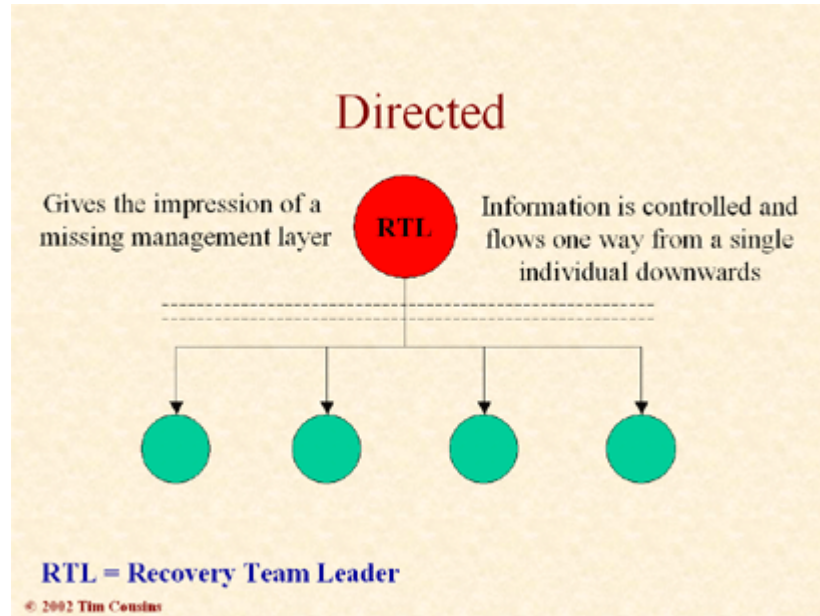 Directed
Gives the impression of a
missing management layer
RTL
Information is controlled and
flows one way from a single
individual downwards
RTL = Recovery Team Leader
© 2002 Tim Cousins